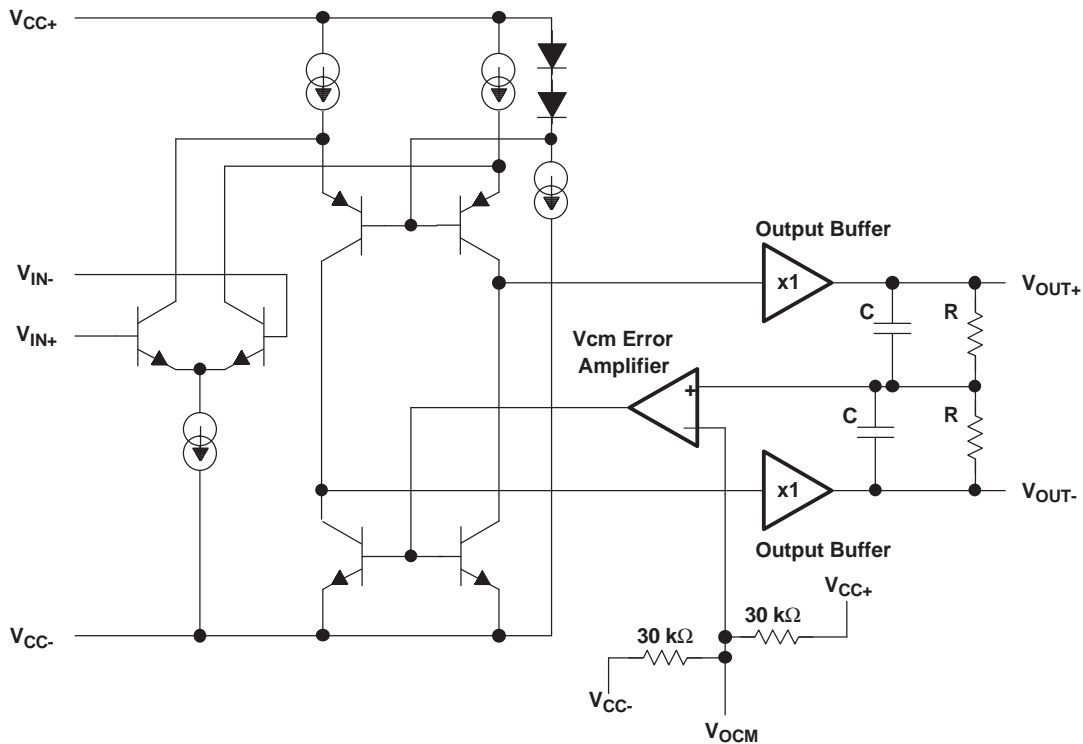 VCC+
Output Buffer
VIN-
x1
VOUT+
C
R
VIN+
Vcm Error
Amplifier
+
C
R
–
x1
VOUT-
Output Buffer
VCC+
30 kΩ
VCC-
30 kΩ
VCC-
VOCM